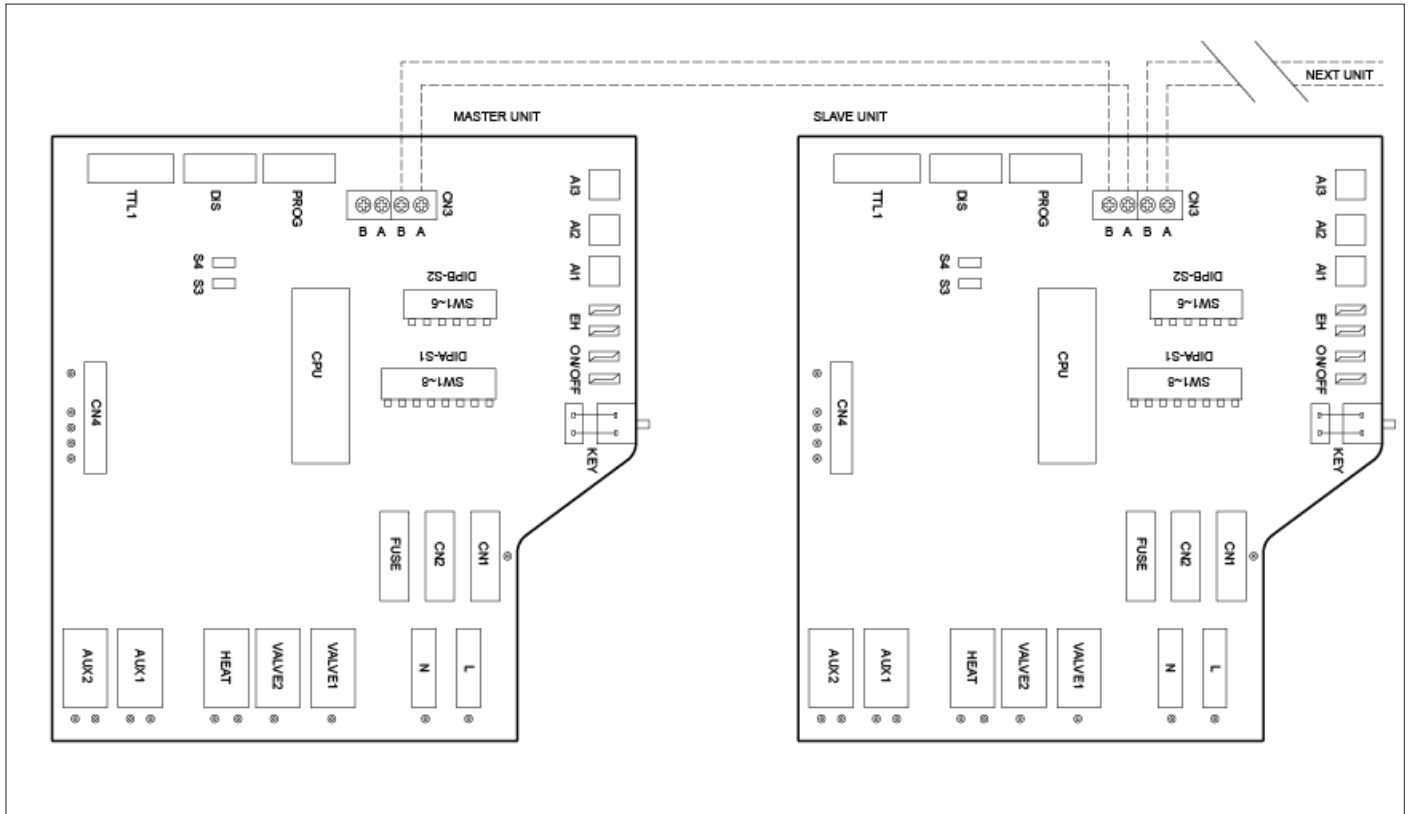 NEXT UNIT
MASTER UNIT
SLAVE UNIT
TTL1
DIS
PROG
CN3
B A B A
AI3
AI2
AI1
S4
S3
DIPB-S2
SW1~6
EH
DIPA-S1
SW1~8
ON/OFF
CPU
CN4
KEY
FUSE
CN2
CN1
AUX2
AUX1
HEAT
VALVE2
VALVE1
N
L
TTL1
DIS
PROG
CN3
B A B A
AI3
AI2
AI1
S4
S3
DIPB-S2
SW1~6
EH
DIPA-S1
SW1~8
ON/OFF
CPU
CN4
KEY
FUSE
CN2
CN1
AUX2
AUX1
HEAT
VALVE2
VALVE1
N
L